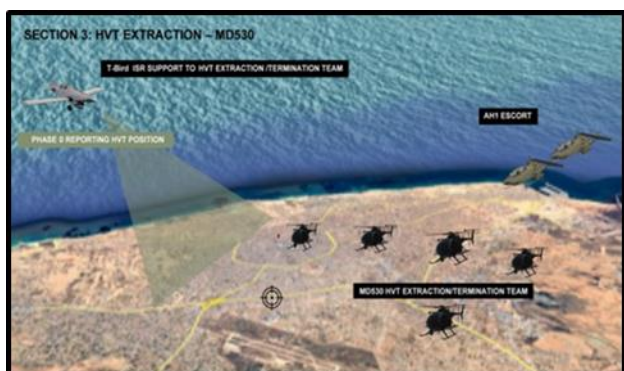 SECTION 3: HVT EXTRACTION – MD530
T-Bird ISR SUPPORT TO HVT EXTRACTION /TERMINATION TEAM
AH1 ESCORT
PHASE 0 REPORTING HVT POSITION
MD530 HVT EXTRACTION/TERMINATION TEAM